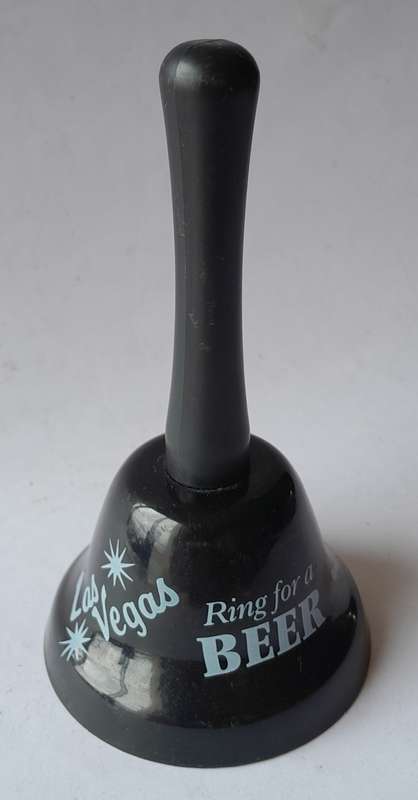 Las
Vegas
Ring for a
BEER